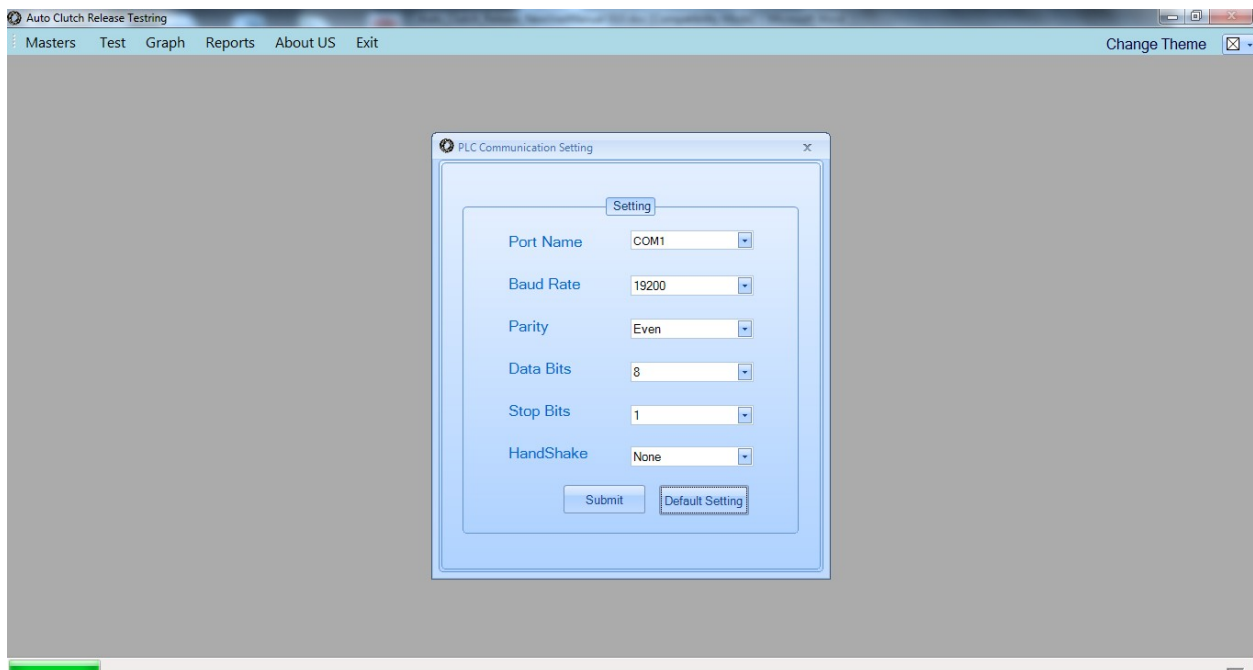 Auto Clutch Release Testring
Masters Test Graph Reports About US Exit Change Theme
PLC Communication Setting
Setting
Port Name COM1
Baud Rate 19200
Parity Even
Data Bits 8
Stop Bits 1
HandShake None
Submit Default Setting